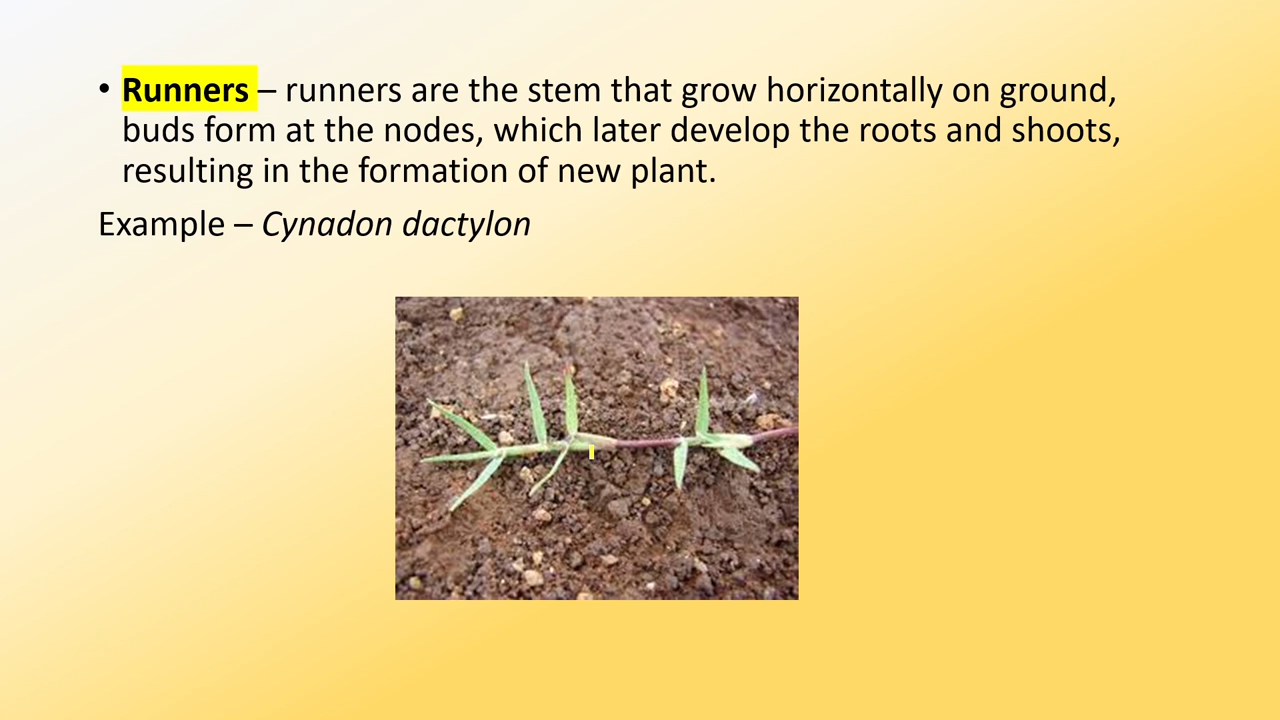 • Runners – runners are the stem that grow horizontally on ground,
buds form at the nodes, which later develop the roots and shoots,
resulting in the formation of new plant.
Example – Cynadon dactylon